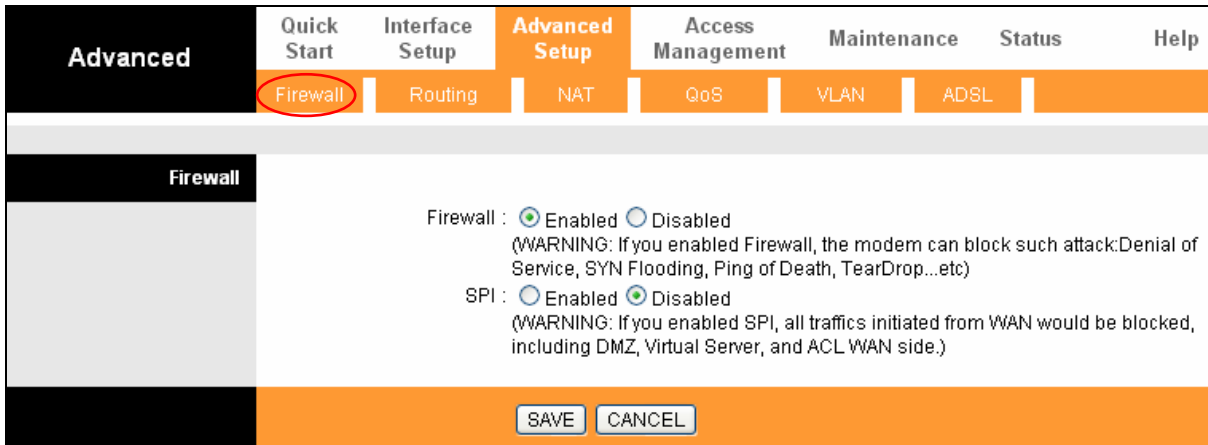 Advanced
Quick Start
Interface Setup
Advanced Setup
Access Management
Maintenance
Status
Help
Firewall
Routing
NAT
QoS
VLAN
ADSL
Firewall
Firewall : Enabled Disabled
(WARNING: If you enabled Firewall, the modem can block such attack:Denial of
Service, SYN Flooding, Ping of Death, TearDrop...etc)
SPI : Enabled Disabled
(WARNING: If you enabled SPI, all traffics initiated from WAN would be blocked,
including DMZ, Virtual Server, and ACL WAN side.)
SAVE CANCEL